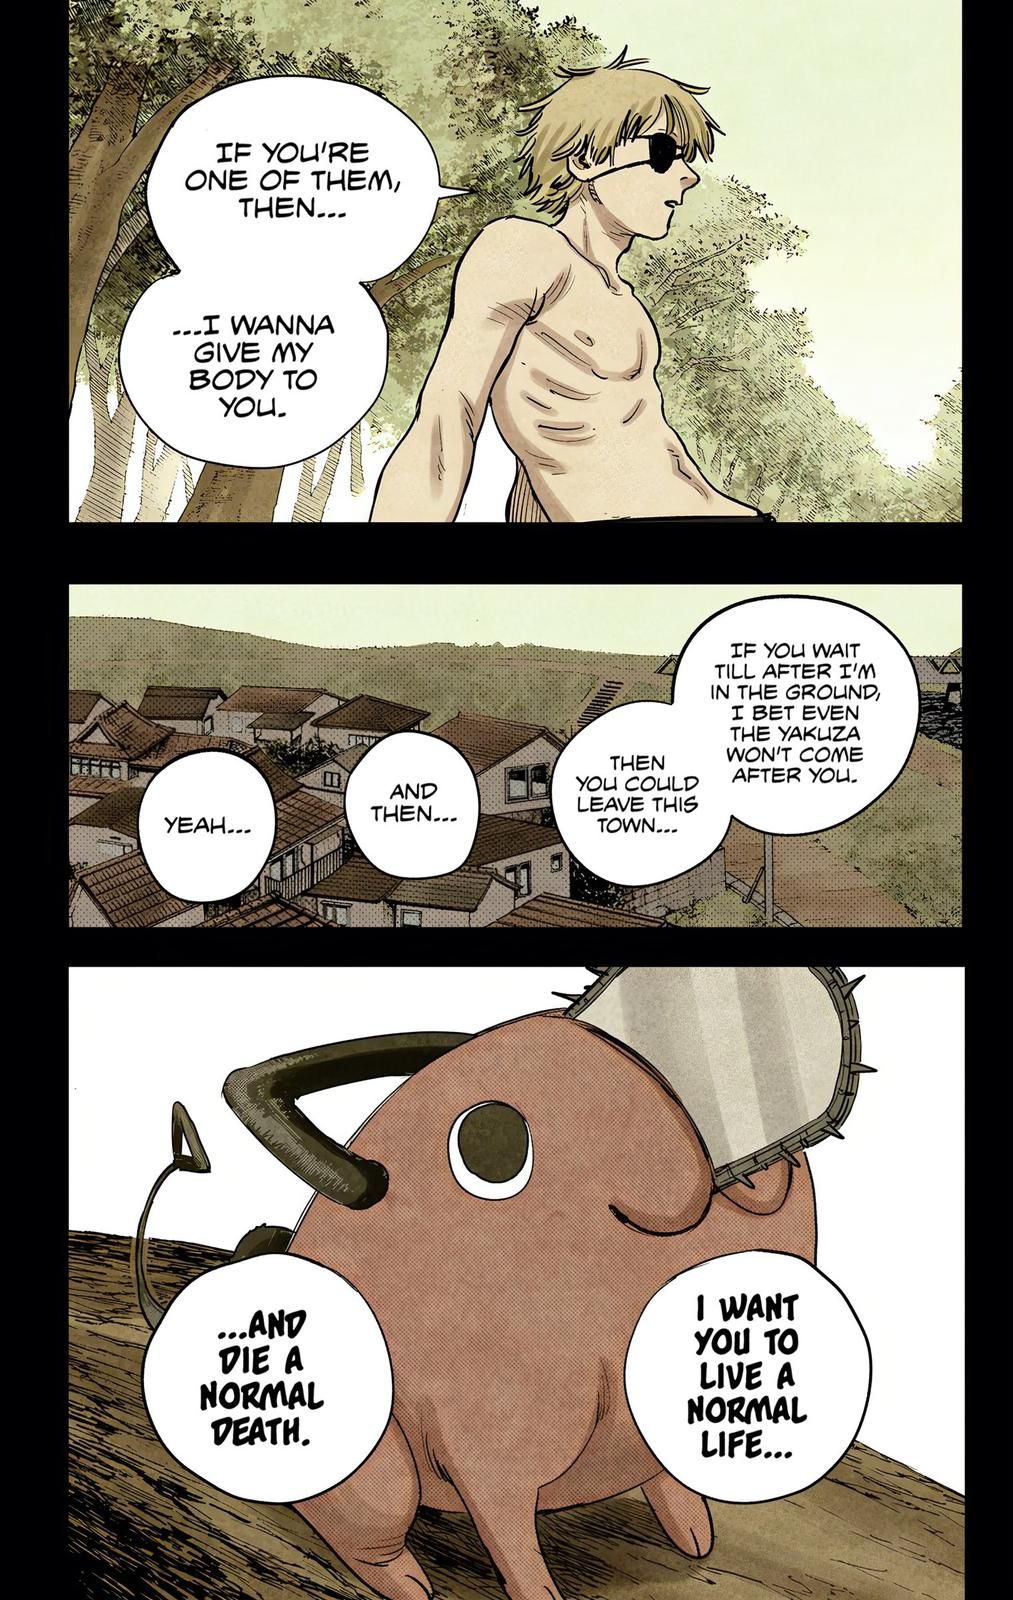 IF YOU'RE
ONE OF THEM,
THEN...
...I WANNA
GIVE MY
BODY TO
YOU.
IF YOU WAIT
TILL AFTER I'M
IN THE GROUND,
I BET EVEN
THE YAKUZA
WON'T COME
AFTER YOU.
THEN
YOU COULD
LEAVE THIS
TOWN...
AND
THEN...
YEAH...
I WANT
YOU TO
LIVE A
NORMAL
LIFE...
...AND
DIE A
NORMAL
DEATH.